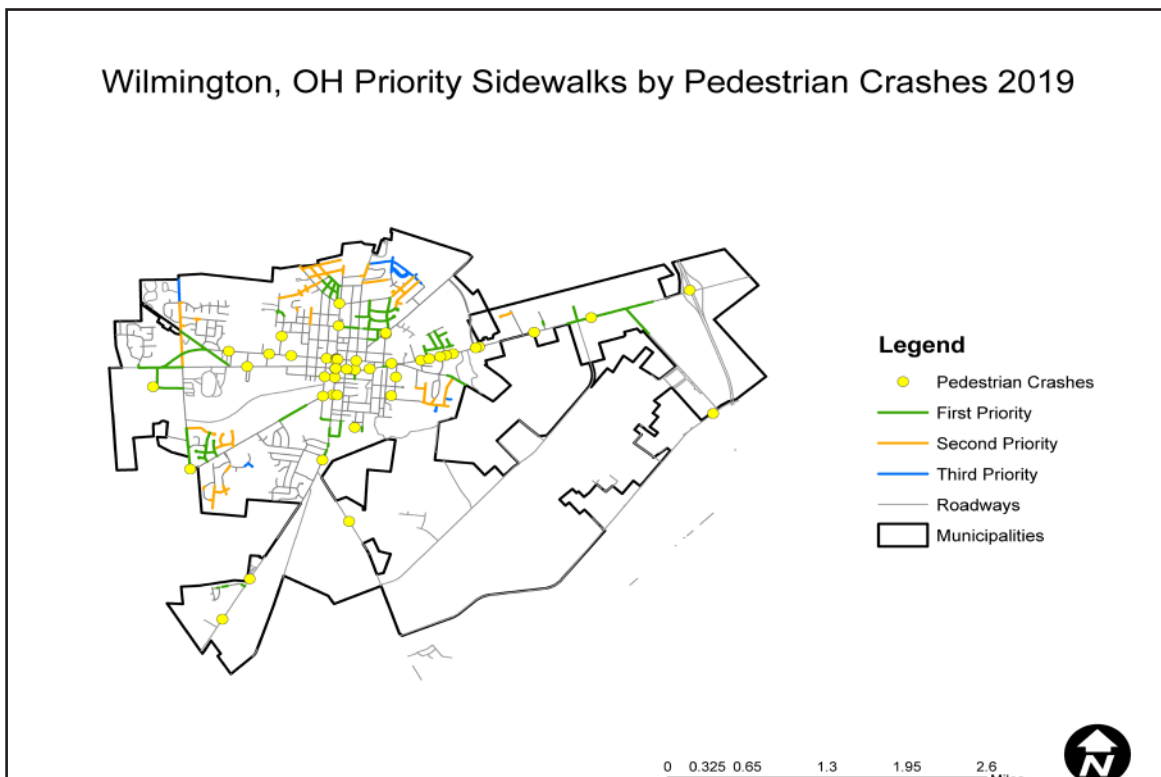 Wilmington, OH Priority Sidewalks by Pedestrian Crashes 2019
Legend
Pedestrian Crashes
First Priority
Second Priority
Third Priority
Roadways
Municipalities
0 0.325 0.65 1.3 1.95 2.6
Miles
N